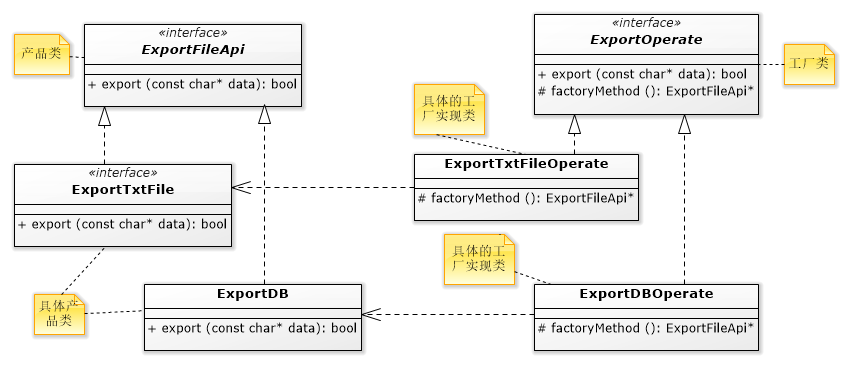 «interface»
ExportFileApi
+ export (const char* data): bool
产品类
«interface»
ExportOperate
+ export (const char* data): bool
# factoryMethod (): ExportFileApi*
工厂类
具体的工
厂实现类
«interface»
ExportTxtFile
+ export (const char* data): bool
ExportTxtFileOperate
# factoryMethod (): ExportFileApi*
具体的工
厂实现类
具体产
品类
ExportDB
+ export (const char* data): bool
ExportDBOperate
# factoryMethod (): ExportFileApi*